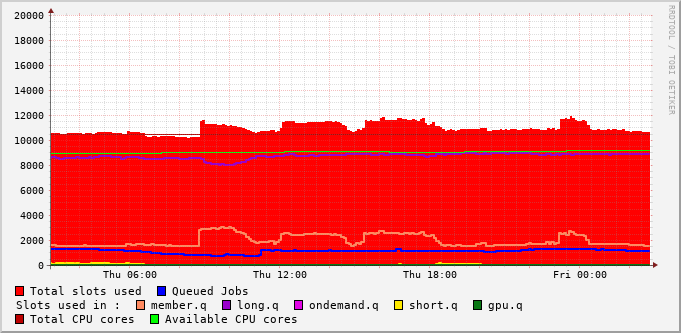 RRDTOOL / TOBI OETIKER
20000
18000
16000
14000
12000
10000
8000
6000
4000
2000
0
Thu 06:00 Thu 12:00 Thu 18:00 Fri 00:00
Total slots used Queued Jobs
Slots used in : member.q long.q ondemand.q short.q gpu.q
Total CPU cores Available CPU cores